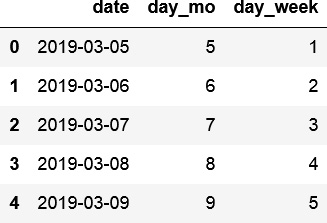 date day_mo day_week
0 2019-03-05 5 1
1 2019-03-06 6 2
2 2019-03-07 7 3
3 2019-03-08 8 4
4 2019-03-09 9 5